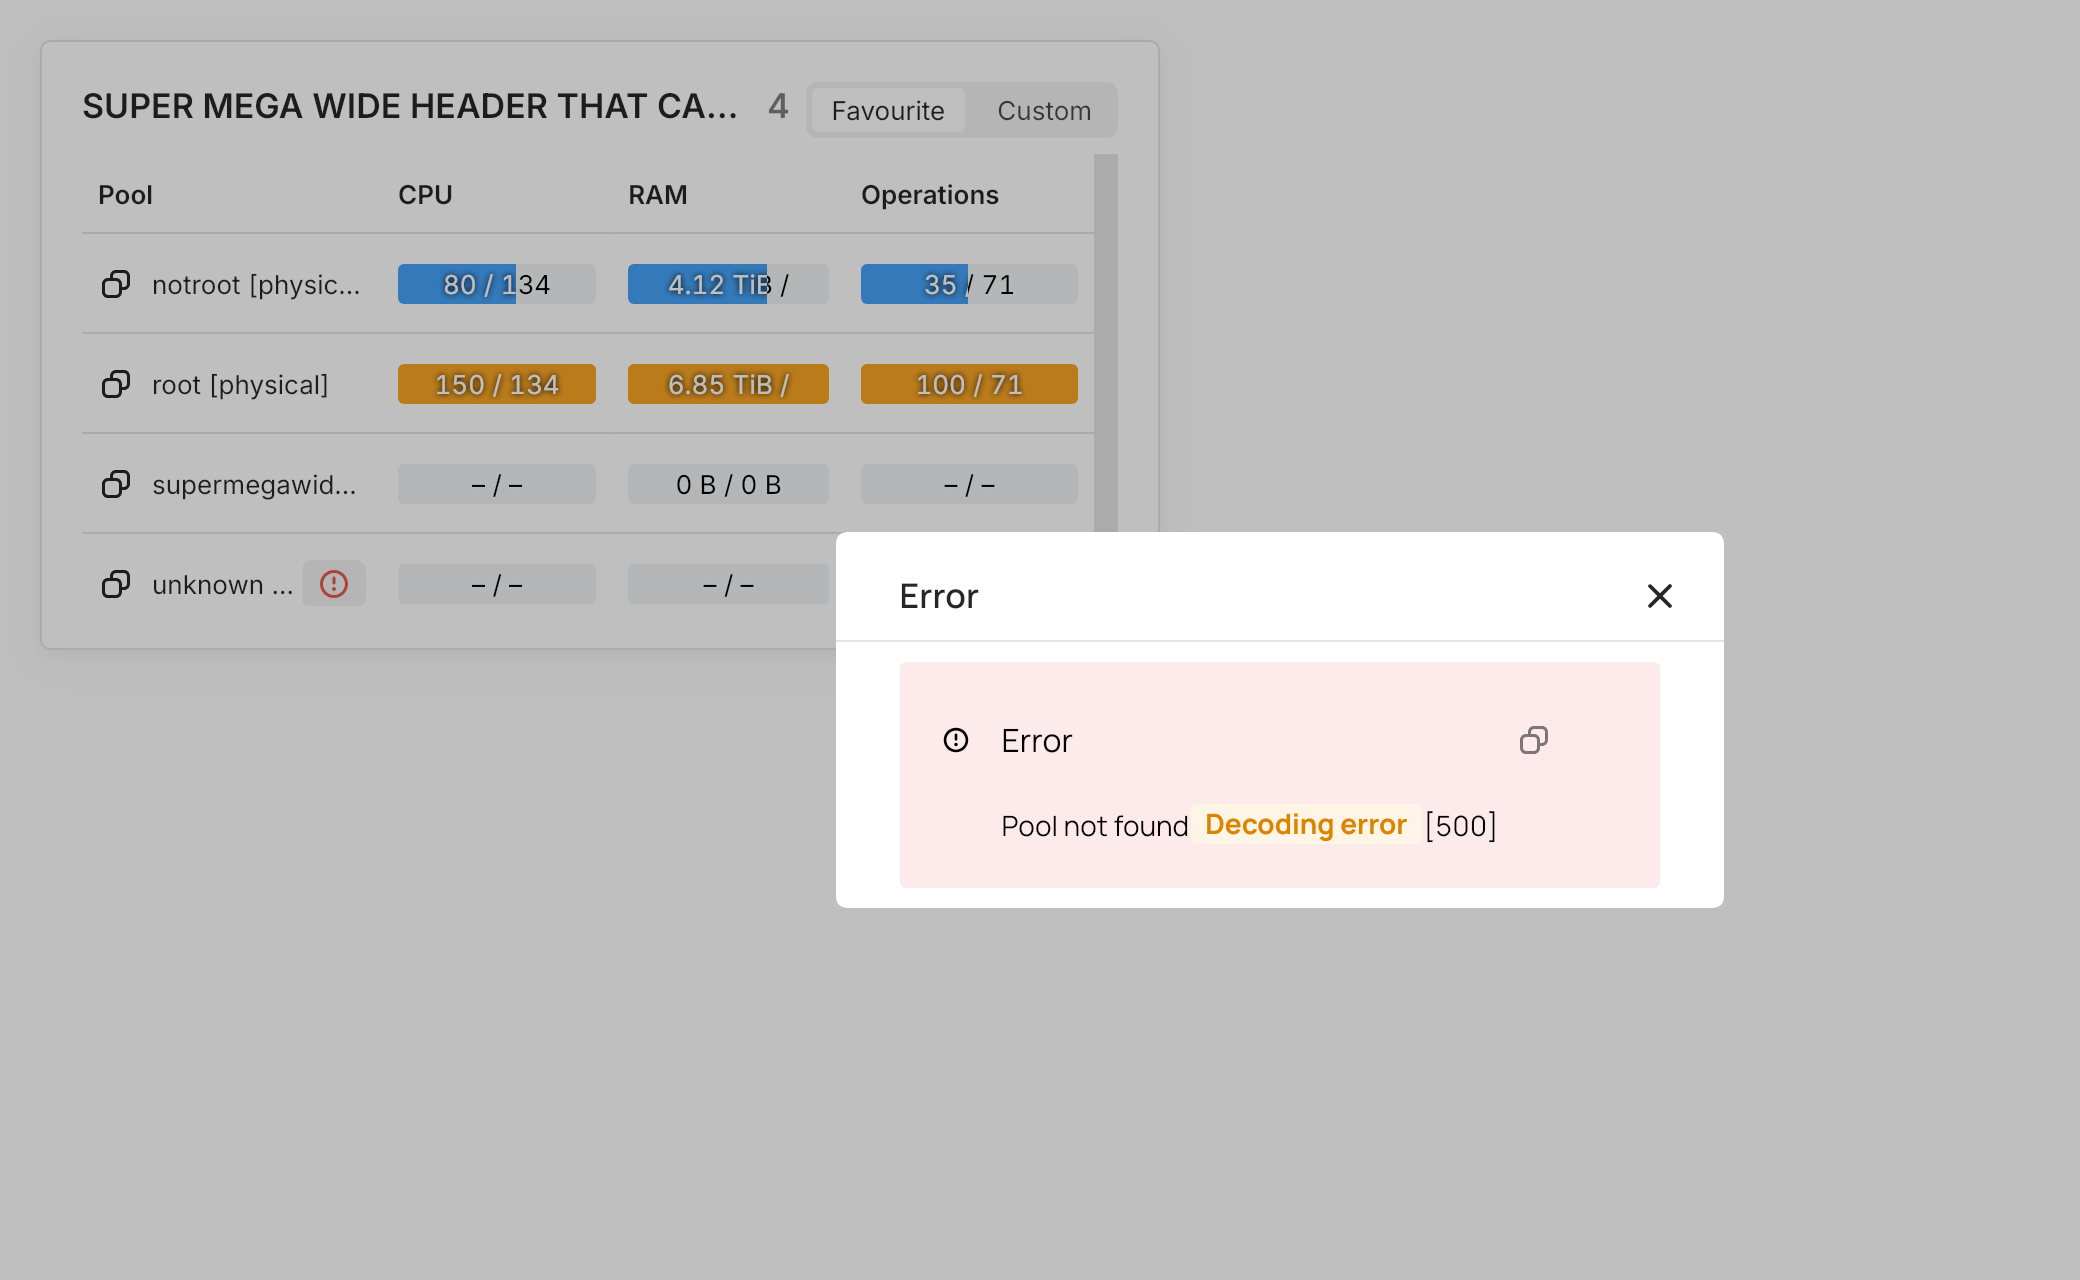 SUPER MEGA WIDE HEADER THAT CA... 4 Favourite Custom
Pool CPU RAM Operations
notroot [physic... 80 / 134 4.12 TiB / 35 / 71
root [physical] 150 / 134 6.85 TiB / 100 / 71
supermegawid... – / – 0 B / 0 B – / –
unknown ... – / – – / –
Error
Error
Pool not found Decoding error [500]